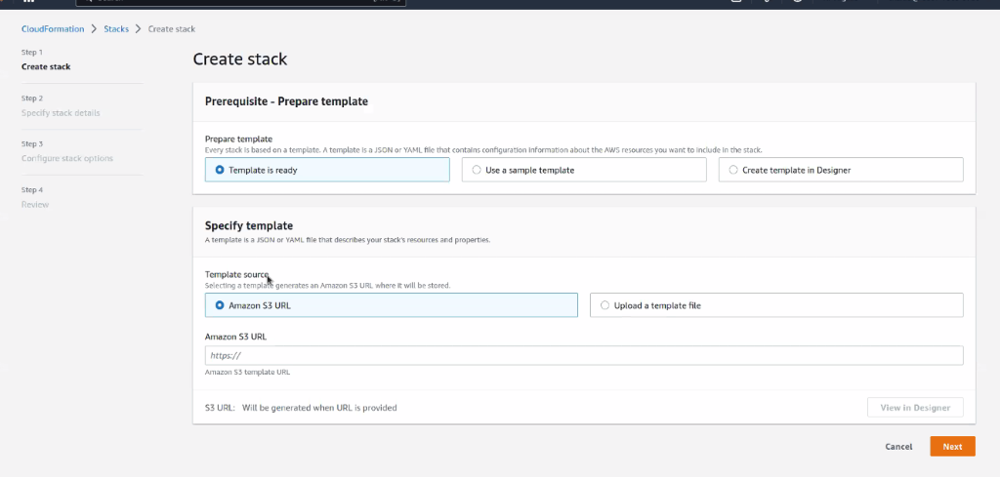 CloudFormation > Stacks > Create stack
Step 1
Create stack
Step 2
Specify stack details
Step 3
Configure stack options
Step 4
Review
Create stack
Prerequisite - Prepare template
Prepare template
Every stack is based on a template. A template is a JSON or YAML file that contains configuration information about the AWS resources you want to include in the stack.
Template is ready
Use a sample template
Create template in Designer
Specify template
A template is a JSON or YAML file that describes your stack's resources and properties.
Template source
Selecting a template generates an Amazon S3 URL where it will be stored.
Amazon S3 URL
Upload a template file
Amazon S3 URL
https://
Amazon S3 template URL
S3 URL: Will be generated when URL is provided
View in Designer
Cancel
Next